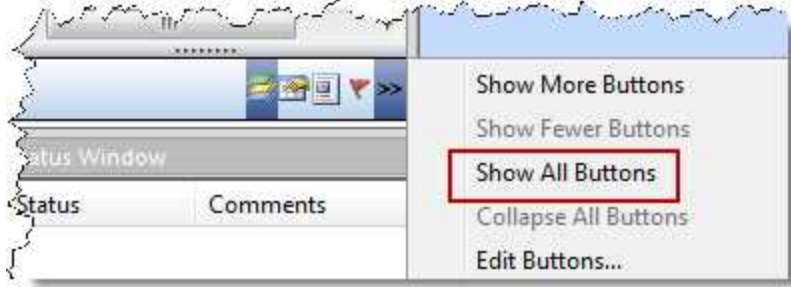 Show More Buttons
Show Fewer Buttons
atus Window
Show All Buttons
Status Comments
Collapse All Buttons
Edit Buttons...